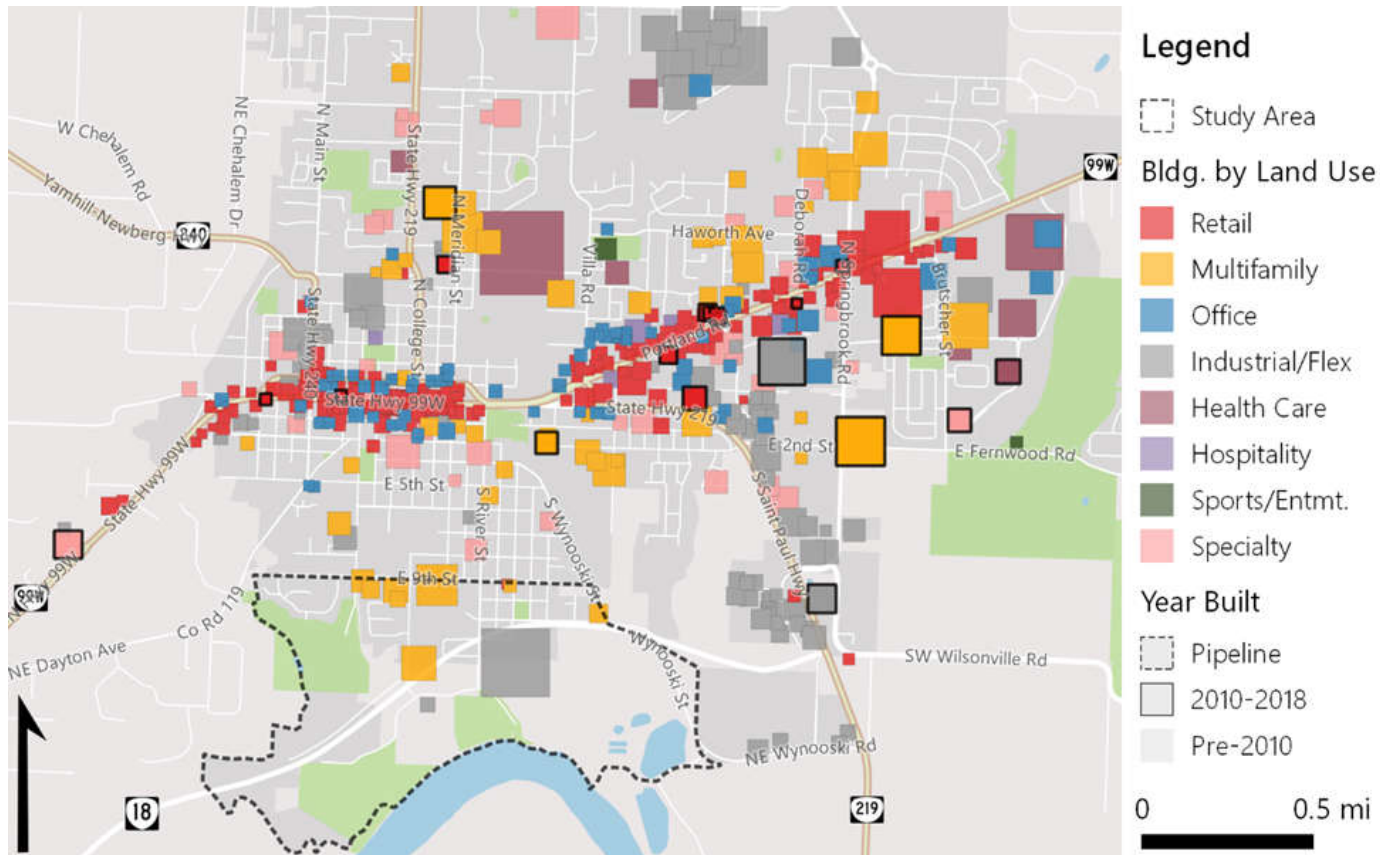 W Chehalem Rd
Yamhill-Newberg
240
NE Chehalem Dr
N Main St
State Hwy 219
N Meridian St
N College St
Villa Rd
Haworth Ave
Deborah Rd
N Springbrook Rd
Brutscher St
99W
State Hwy 240
State Hwy 99W
Portland Rd
State Hwy 219
State Hwy 99W
E 2nd St
E Fernwood Rd
E 5th St
S River St
S Wynooski St
S Saint Paul Hwy
99W
E 9th St
Co Rd 119
NE Dayton Ave
Wynooski St
SW Wilsonville Rd
NE Wynooski Rd
18
219
Legend
Study Area
Bldg. by Land Use
Retail
Multifamily
Office
Industrial/Flex
Health Care
Hospitality
Sports/Entmt.
Specialty
Year Built
Pipeline
2010-2018
Pre-2010
0 0.5 mi